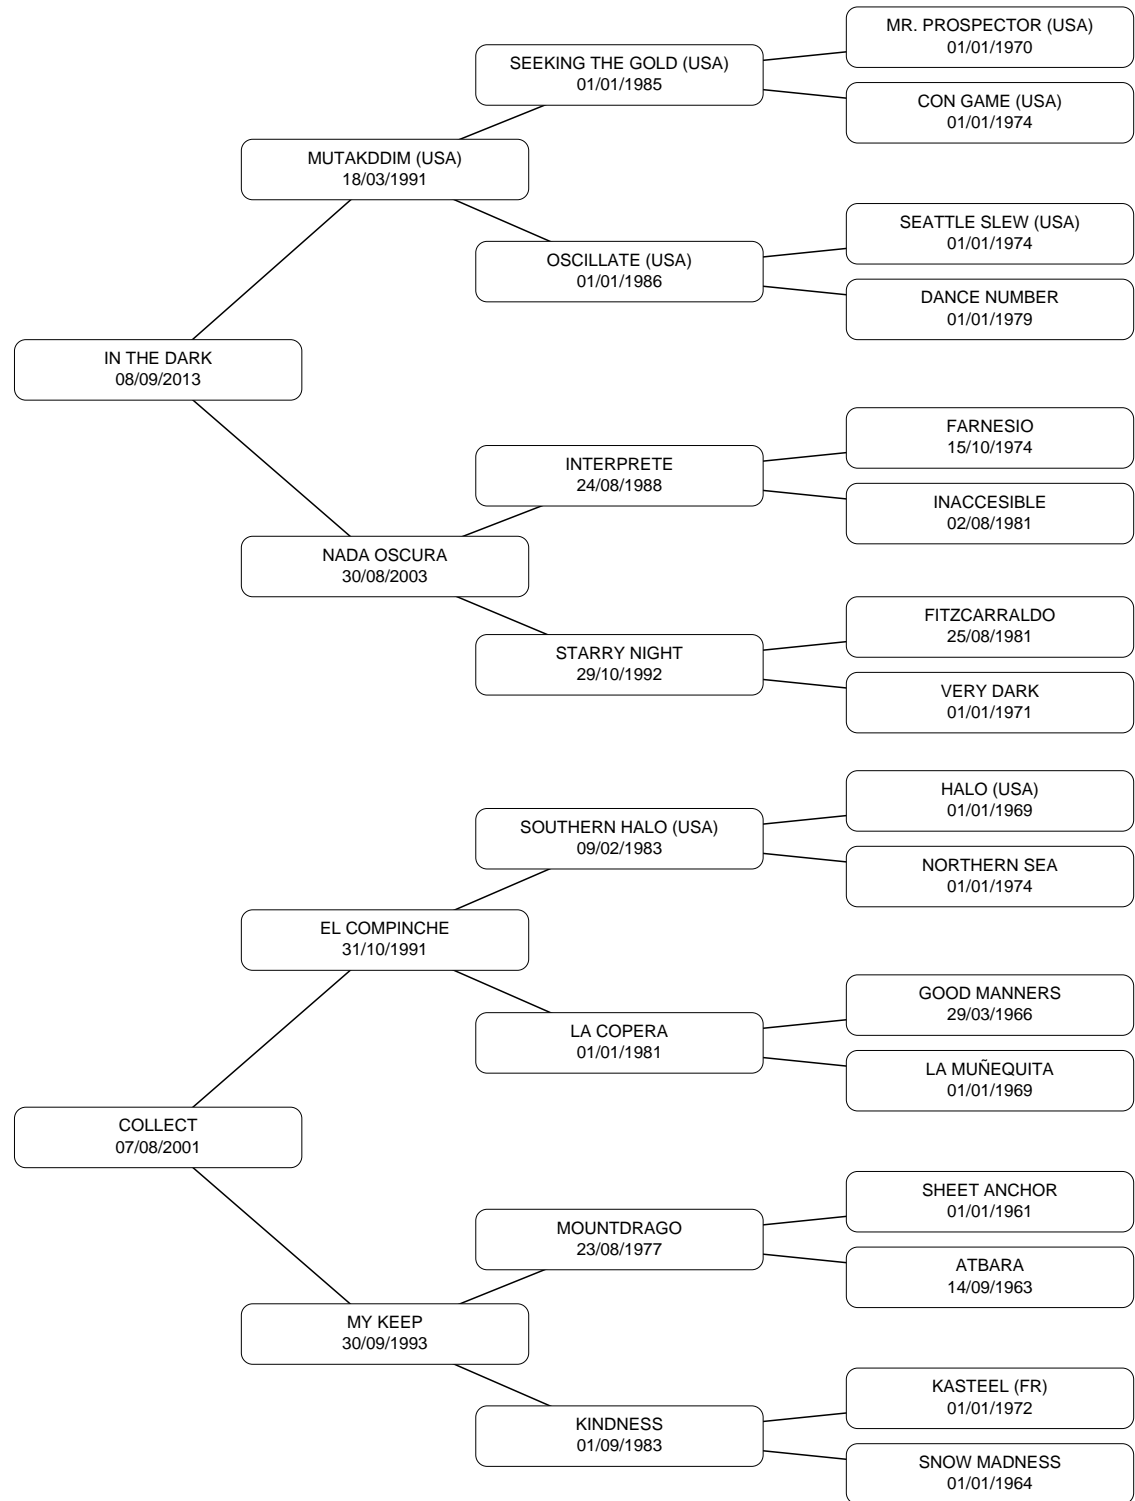 MR. PROSPECTOR (USA)
01/01/1970
SEEKING THE GOLD (USA)
01/01/1985
CON GAME (USA)
01/01/1974
MUTAKDDIM (USA)
18/03/1991
SEATTLE SLEW (USA)
01/01/1974
OSCILLATE (USA)
01/01/1986
DANCE NUMBER
01/01/1979
IN THE DARK
08/09/2013
FARNESIO
15/10/1974
INTERPRETE
24/08/1988
INACCESIBLE
02/08/1981
NADA OSCURA
30/08/2003
FITZCARRALDO
25/08/1981
STARRY NIGHT
29/10/1992
VERY DARK
01/01/1971
HALO (USA)
01/01/1969
SOUTHERN HALO (USA)
09/02/1983
NORTHERN SEA
01/01/1974
EL COMPINCHE
31/10/1991
GOOD MANNERS
29/03/1966
LA COPERA
01/01/1981
LA MUÑEQUITA
01/01/1969
COLLECT
07/08/2001
SHEET ANCHOR
01/01/1961
MOUNTDRAGO
23/08/1977
ATBARA
14/09/1963
MY KEEP
30/09/1993
KASTEEL (FR)
01/01/1972
KINDNESS
01/09/1983
SNOW MADNESS
01/01/1964